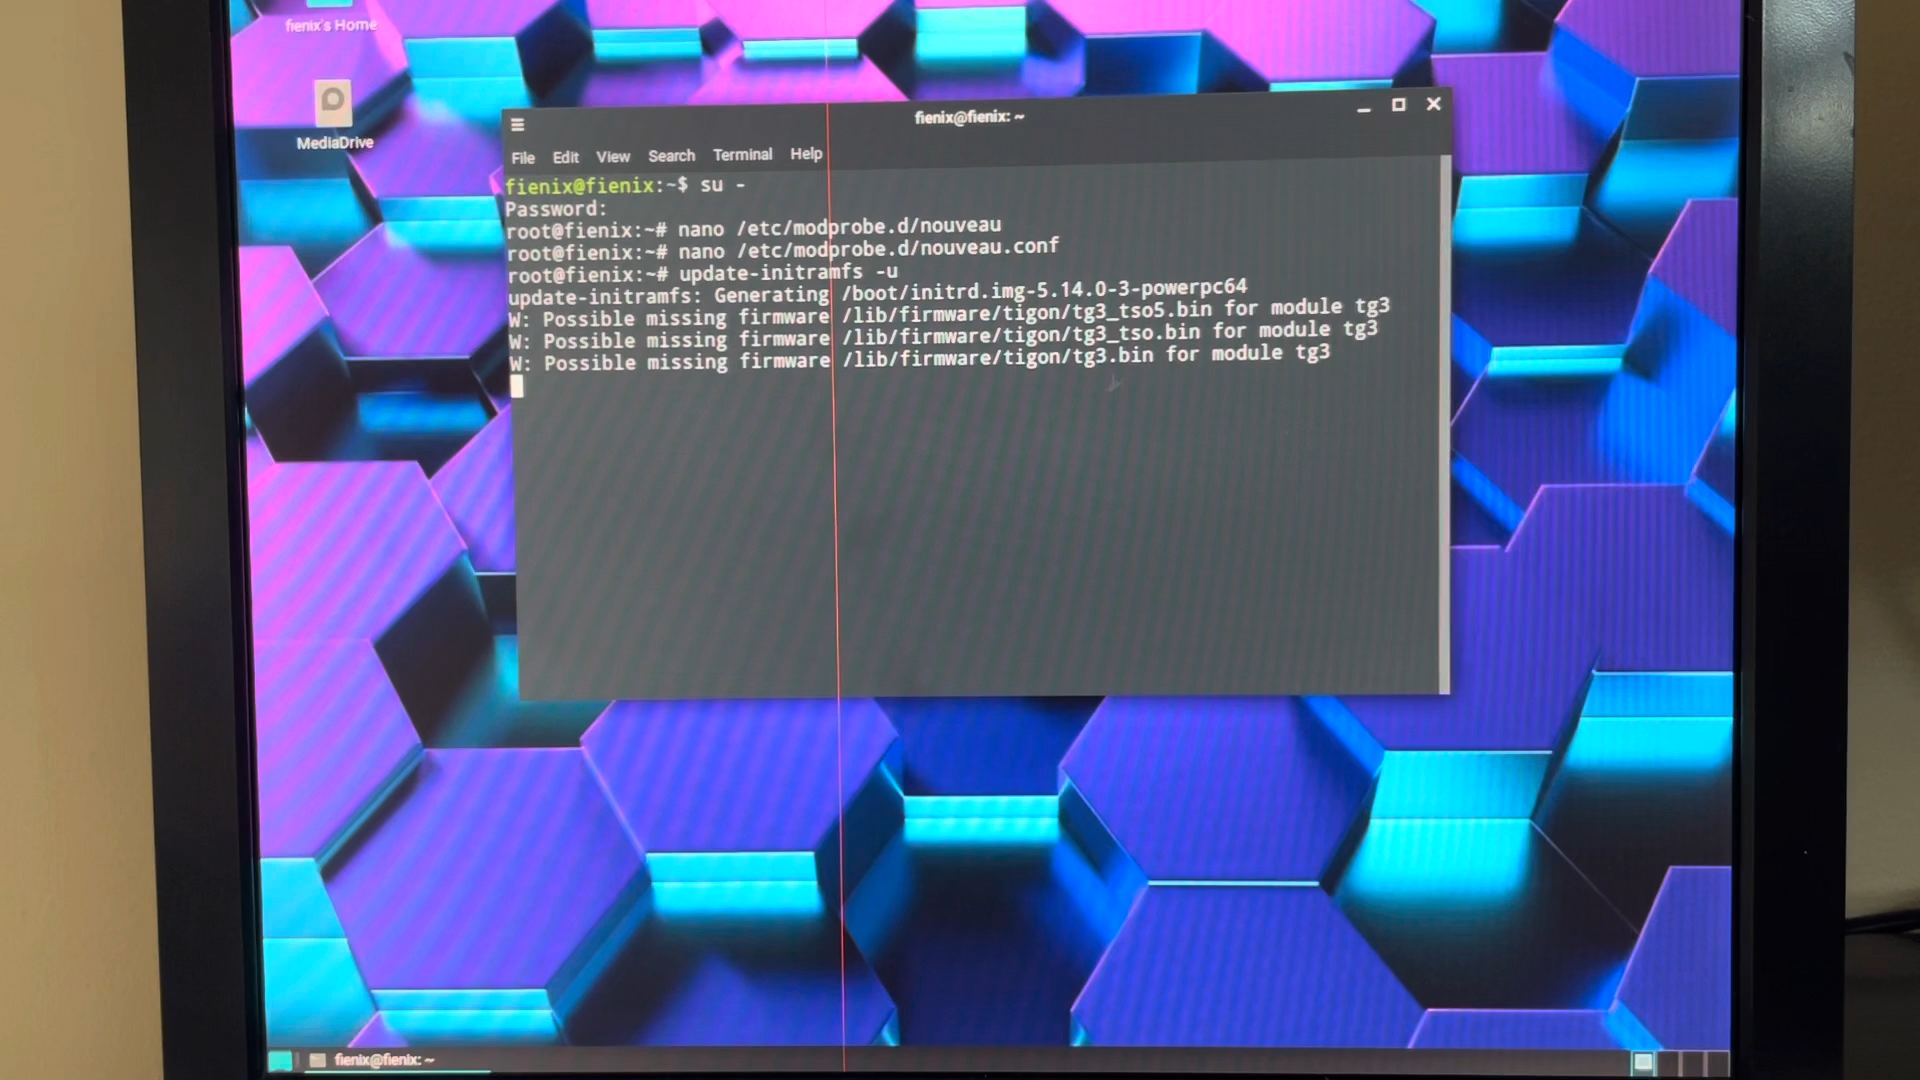 fienix's Home
MediaDrive
fienix@fienix: ~
File Edit View Search Terminal Help
fienix@fienix:~$ su -
Password:
root@fienix:~# nano /etc/modprobe.d/nouveau
root@fienix:~# nano /etc/modprobe.d/nouveau.conf
root@fienix:~# update-initramfs -u
update-initramfs: Generating /boot/initrd.img-5.14.0-3-powerpc64
W: Possible missing firmware /lib/firmware/tigon/tg3_tso5.bin for module tg3
W: Possible missing firmware /lib/firmware/tigon/tg3_tso.bin for module tg3
W: Possible missing firmware /lib/firmware/tigon/tg3.bin for module tg3
fienix@fienix: ~